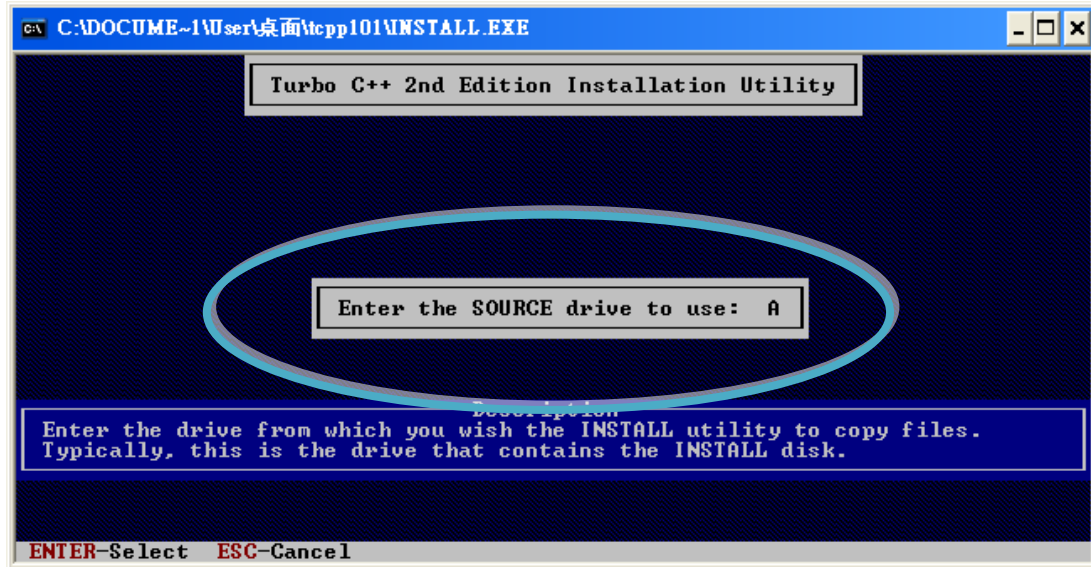 C:\DOCUME~1\User\桌面\tcpp101\INSTALL.EXE
Turbo C++ 2nd Edition Installation Utility
Enter the SOURCE drive to use: A
Description
Enter the drive from which you wish the INSTALL utility to copy files.
Typically, this is the drive that contains the INSTALL disk.
ENTER-Select ESC-Cancel